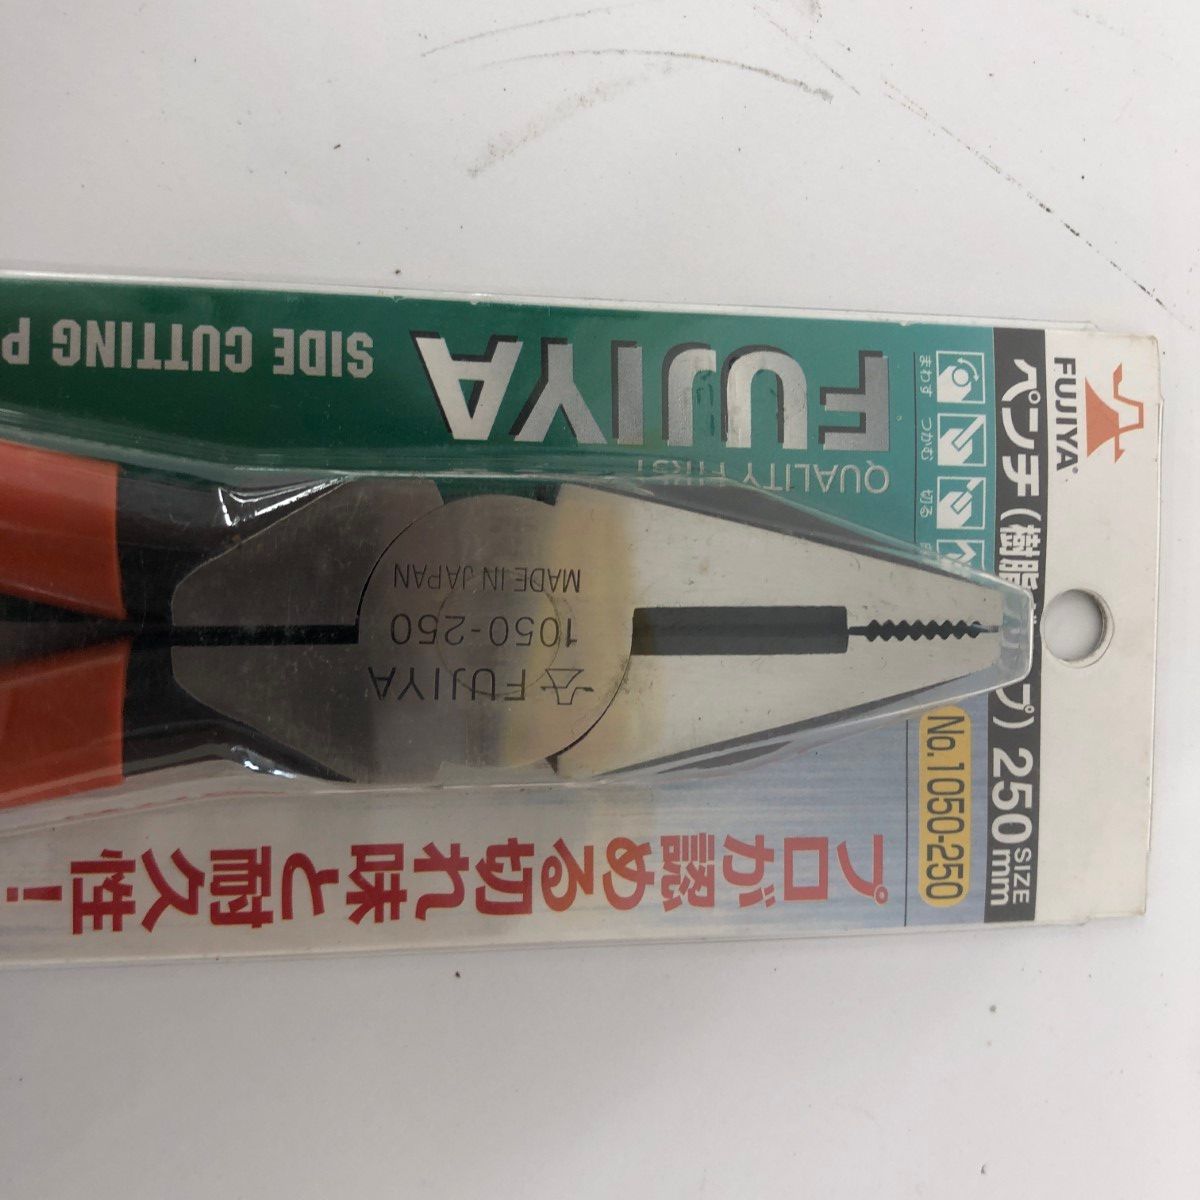 FUJIYA®
ペンチ(樹脂 プ) 250mm
SIZE
まわす
つかむ
切る
No.1050-250
FUJIYA
QUALITY FIRST
SIDE CUTTING P
FUJIYA
1050-250
MADE IN JAPAN
プロが認める切れ味と耐久性!